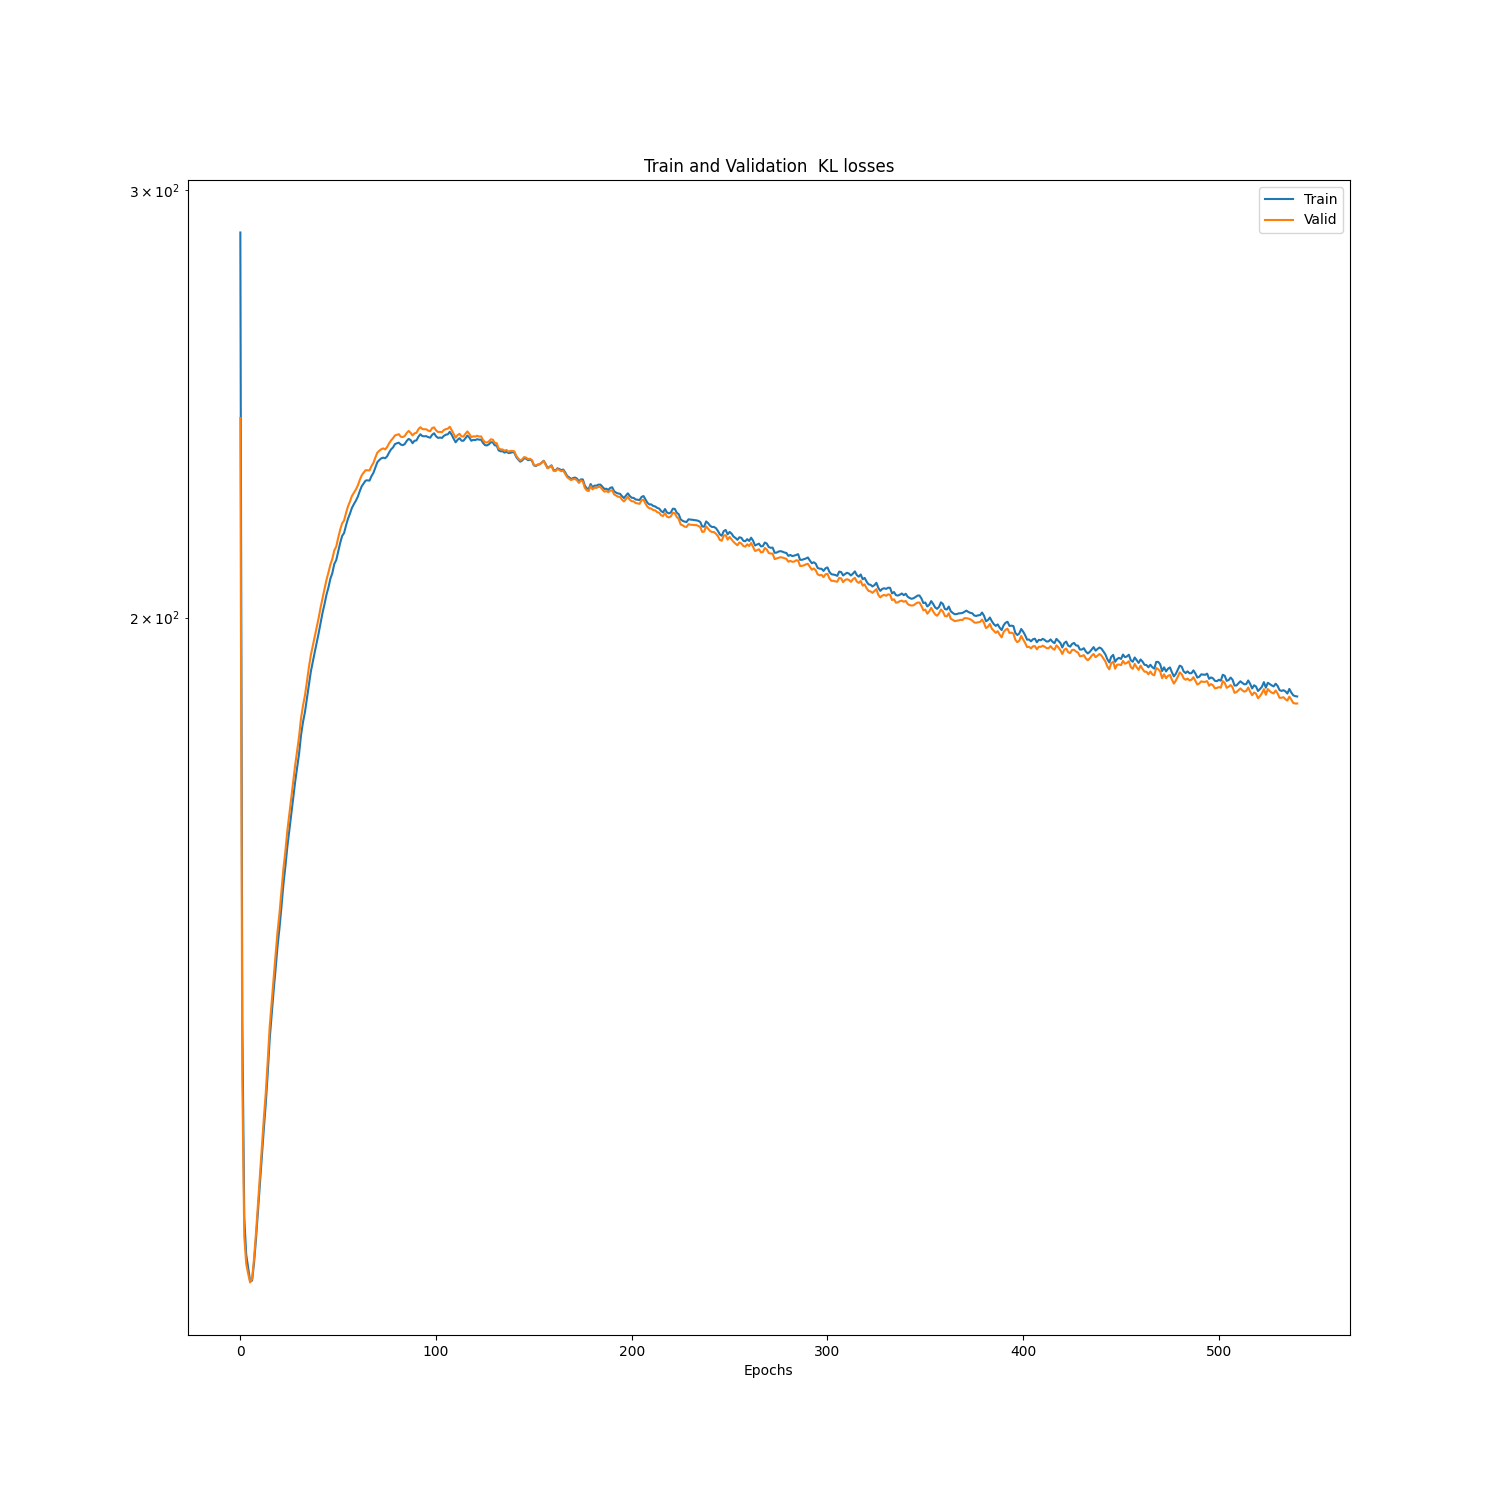 Train and Validation  KL losses
3 × 10²
Train
Valid
2 × 10²
0 100 200 300 400 500
Epochs